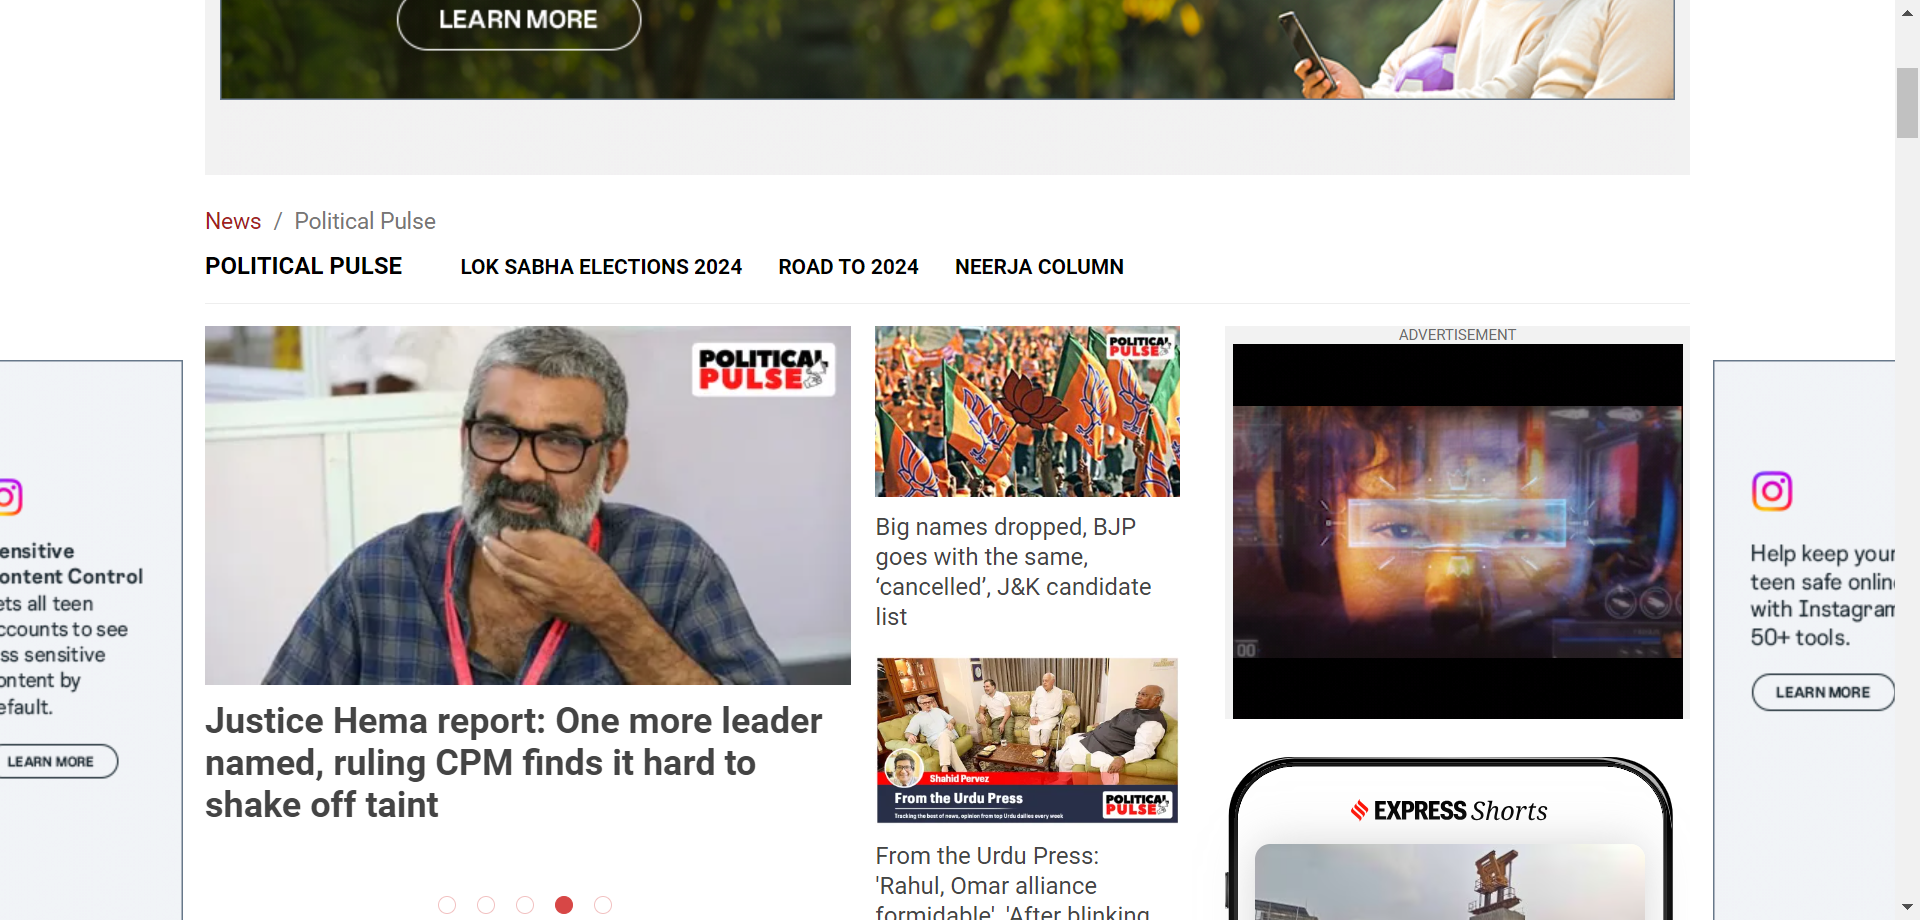 LEARN MORE
News / Political Pulse
POLITICAL PULSE LOK SABHA ELECTIONS 2024 ROAD TO 2024 NEERJA COLUMN
POLITICAL
PULSE
Justice Hema report: One more leader
named, ruling CPM finds it hard to
shake off taint
POLITICAL
PULSE
Big names dropped, BJP
goes with the same,
‘cancelled’, J&K candidate
list
Shahid Pervez
From the Urdu Press
Tracking the best of news, opinion from top Urdu dailies every week
POLITICAL
PULSE
From the Urdu Press:
'Rahul, Omar alliance
formidable', 'After blinking
ADVERTISEMENT
00
EXPRESS Shorts
ensitive
ontent Control
ets all teen
ccounts to see
ss sensitive
ontent by
efault.
LEARN MORE
Help keep your
teen safe onlin
with Instagram
50+ tools.
LEARN MORE